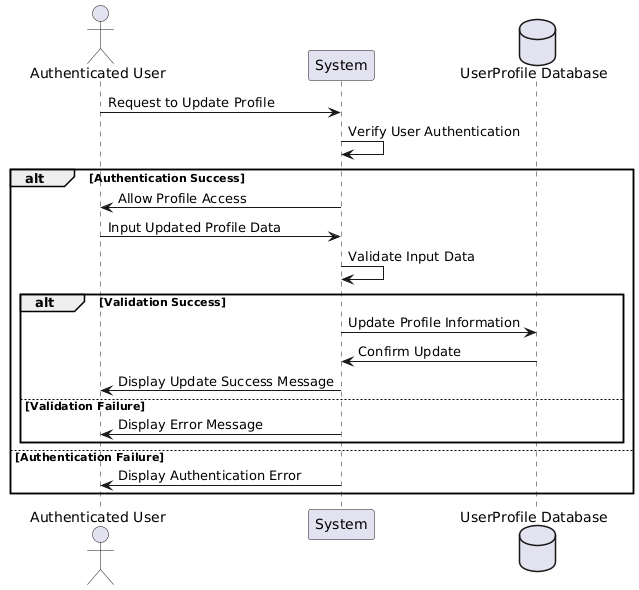 Authenticated User
System
UserProfile Database
Request to Update Profile
Verify User Authentication
alt [Authentication Success]
Allow Profile Access
Input Updated Profile Data
Validate Input Data
alt [Validation Success]
Update Profile Information
Confirm Update
Display Update Success Message
[Validation Failure]
Display Error Message
[Authentication Failure]
Display Authentication Error
Authenticated User
System
UserProfile Database